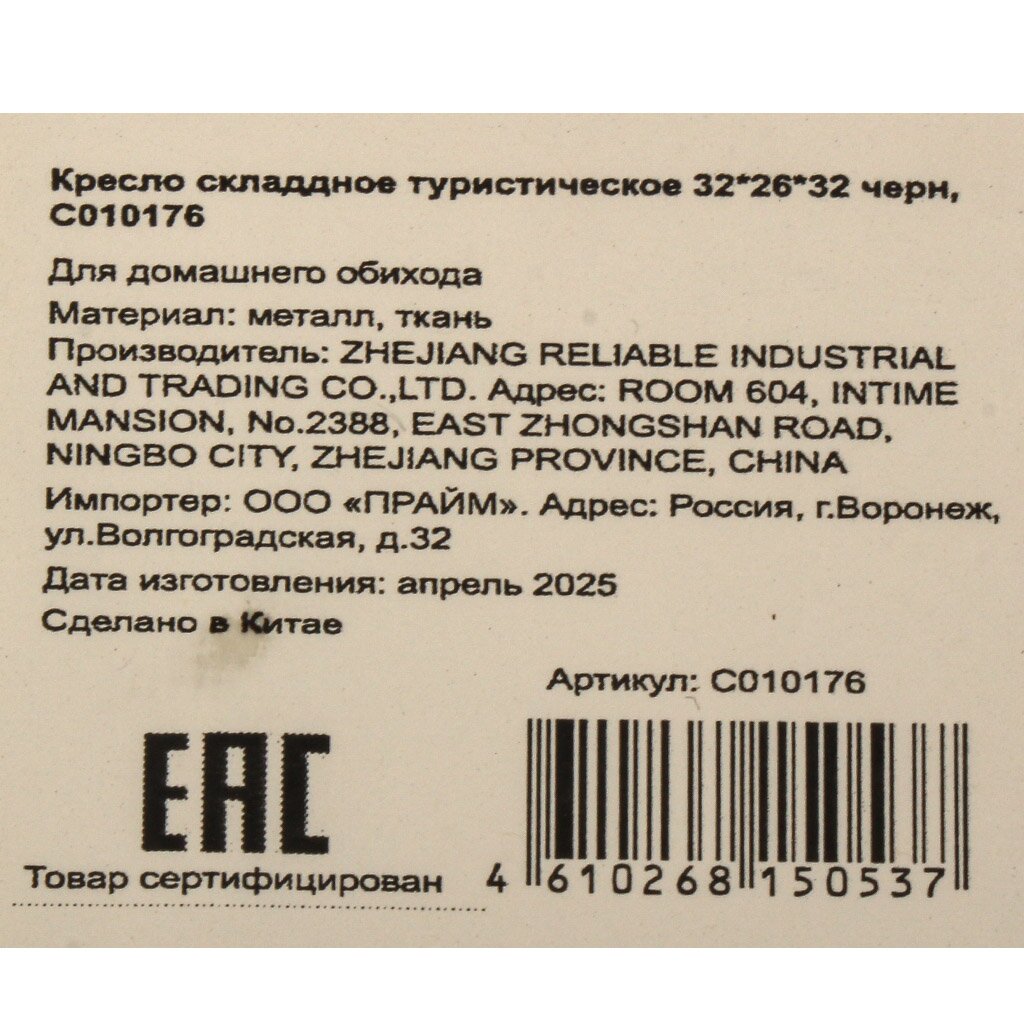 Кресло складдное туристическое 32*26*32 черн,
С010176
Для домашнего обихода
Материал: металл, ткань
Производитель: ZHEJIANG RELIABLE INDUSTRIAL
AND TRADING CO.,LTD. Адрес: ROOM 604, INTIME
MANSION, No.2388, EAST ZHONGSHAN ROAD,
NINGBO CITY, ZHEJIANG PROVINCE, CHINA
Импортер: ООО «ПРАЙМ». Адрес: Россия, г.Воронеж,
ул.Волгоградская, д.32
Дата изготовления: апрель 2025
Сделано в Китае
Артикул: С010176
EAC
Товар сертифицирован
4 610268 150537